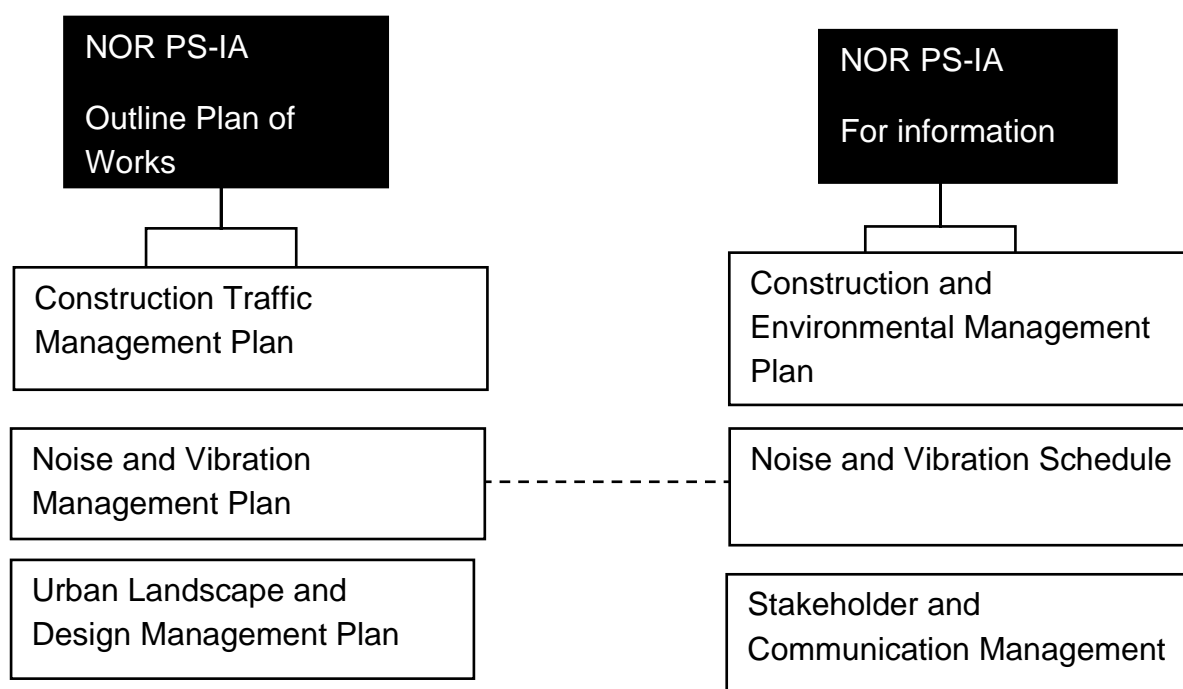 NOR PS-IA
Outline Plan of
Works
Construction Traffic
Management Plan
Noise and Vibration
Management Plan
Urban Landscape and
Design Management Plan
NOR PS-IA
For information
Construction and
Environmental Management
Plan
Noise and Vibration Schedule
Stakeholder and
Communication Management